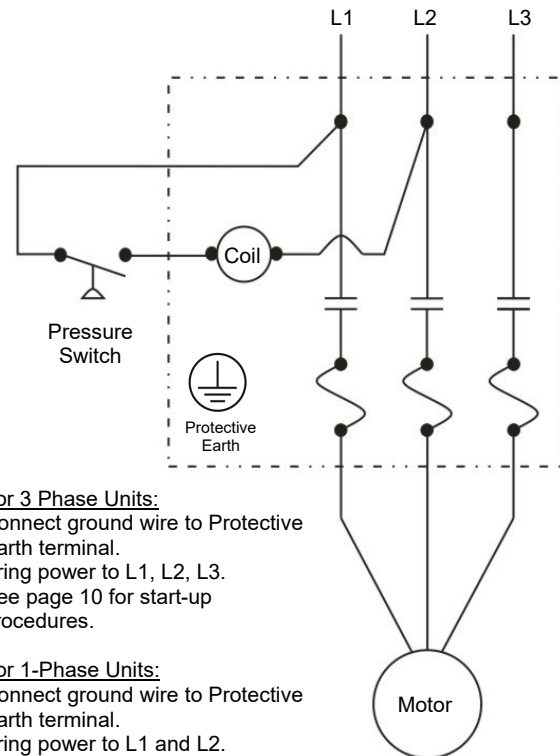 L1 L2 L3
Coil
Pressure
Switch
Protective
Earth
or 3 Phase Units:
onnect ground wire to Protective
arth terminal.
ring power to L1, L2, L3.
ee page 10 for start-up
rocedures.
or 1-Phase Units:
onnect ground wire to Protective
arth terminal.
ring power to L1 and L2.
Motor